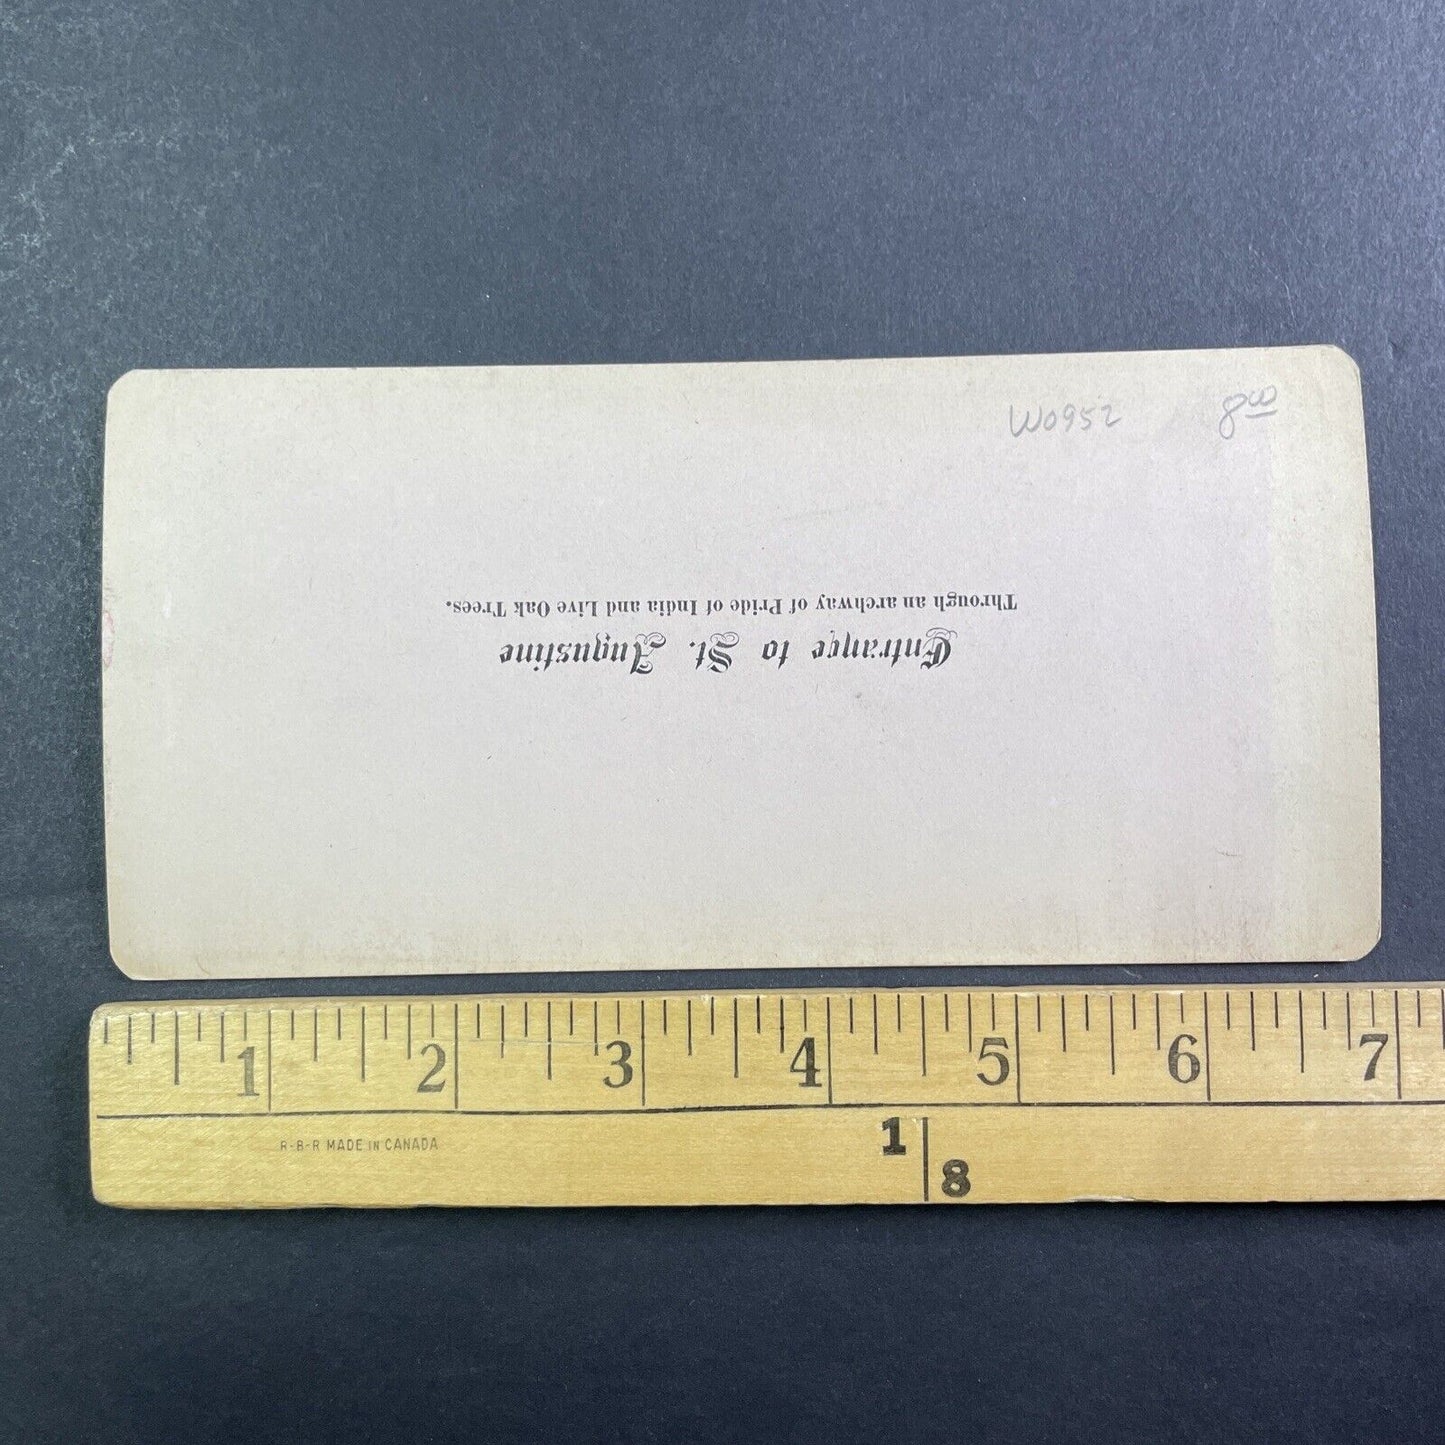 W0952 8 00
Entrance to St. Augustine
Through an archway of Pride of India and Live Oak Trees.
1 2 3 4 5 6 7
R-B-R MADE IN CANADA
1 8